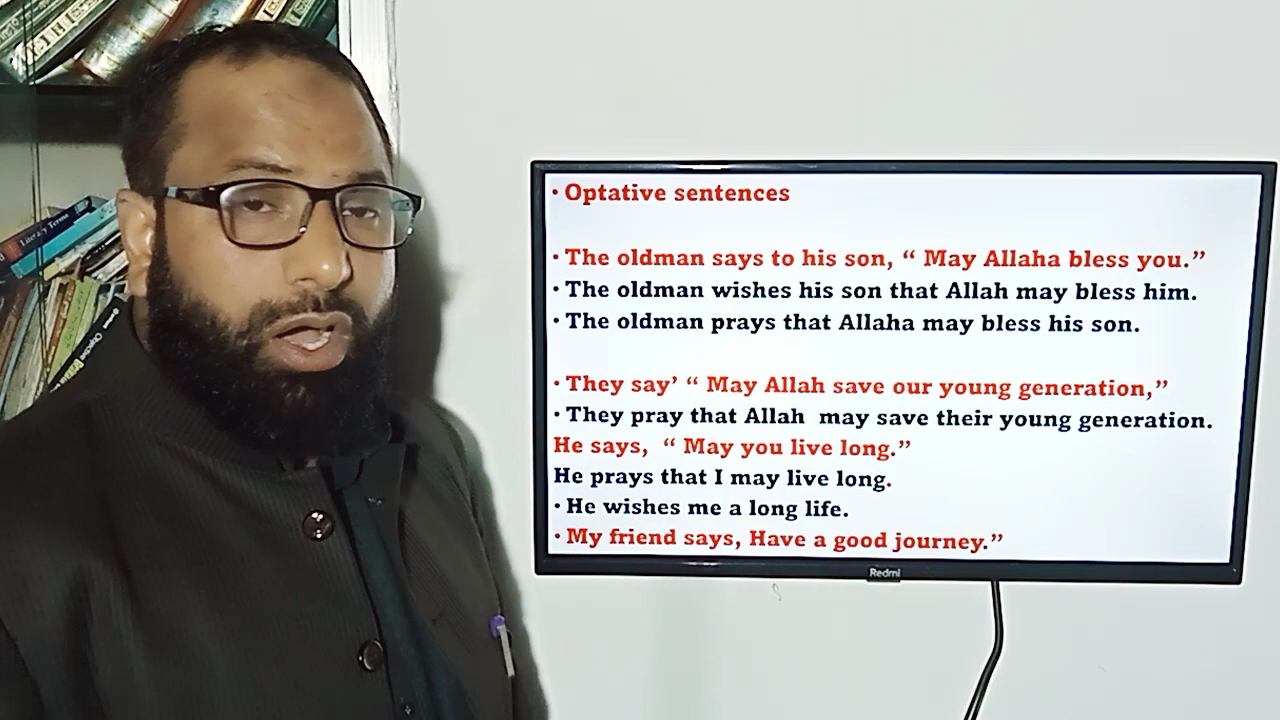 Literary Terms
Objective
• Optative sentences
• The oldman says to his son, “ May Allaha bless you.”
• The oldman wishes his son that Allah may bless him.
• The oldman prays that Allaha may bless his son.
• They say’ “ May Allah save our young generation,”
• They pray that Allah may save their young generation.
He says, “ May you live long.”
He prays that I may live long.
• He wishes me a long life.
• My friend says, Have a good journey.”
Redmi